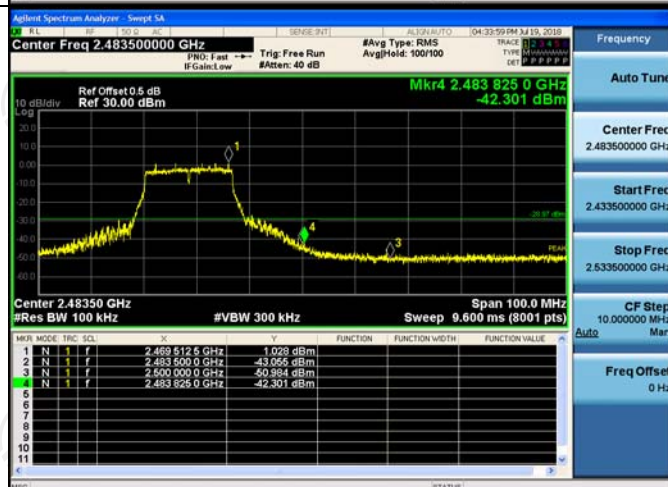 Agilent Spectrum Analyzer - Swept SA
RL RF 50 Ω AC SENSE:INT ALIGNAUTO 04:33:59 PM Jul 19, 2018
Center Freq 2.483500000 GHz
PNO: Fast
IFGain:Low
Trig: Free Run
#Atten: 40 dB
#Avg Type: RMS
Avg|Hold: 100/100
TRACE 1 2 3 4 5 6
TYPE
DET P P P P P P
Mkr4 2.483 825 0 GHz
-42.301 dBm
Ref Offset 0.5 dB
10 dB/div Ref 30.00 dBm
Log
20.0
10.0
0.00
-10.0
-20.0
-30.0
-40.0
-50.0
-60.0
1
4
3
-28.97 dBm
PEAK
Center 2.48350 GHz Span 100.0 MHz
#Res BW 100 kHz #VBW 300 kHz Sweep 9.600 ms (8001 pts)
MKR MODE TRC SCL X Y FUNCTION FUNCTION WIDTH FUNCTION VALUE
1 N 1 f 2.469 512 5 GHz 1.028 dBm
2 N 1 f 2.483 500 0 GHz -43.055 dBm
3 N 1 f 2.500 000 0 GHz -50.984 dBm
4 N 1 f 2.483 825 0 GHz -42.301 dBm
5
6
7
8
9
10
11
MSG STATUS
Frequency
Auto Tune
Center Freq
2.483500000 GHz
Start Freq
2.433500000 GHz
Stop Freq
2.533500000 GHz
CF Step
10.000000 MHz
Auto Man
Freq Offset
0 Hz